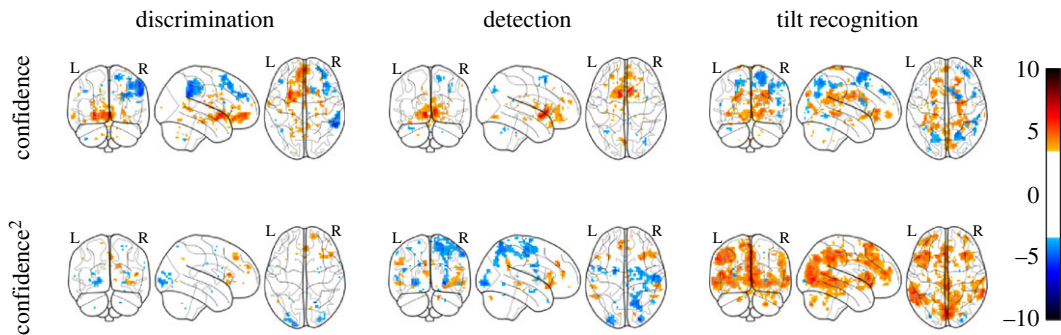 discrimination detection tilt recognition
confidence
L R L R L R
10
5
0
−5
−10
confidence²
L R L R L R